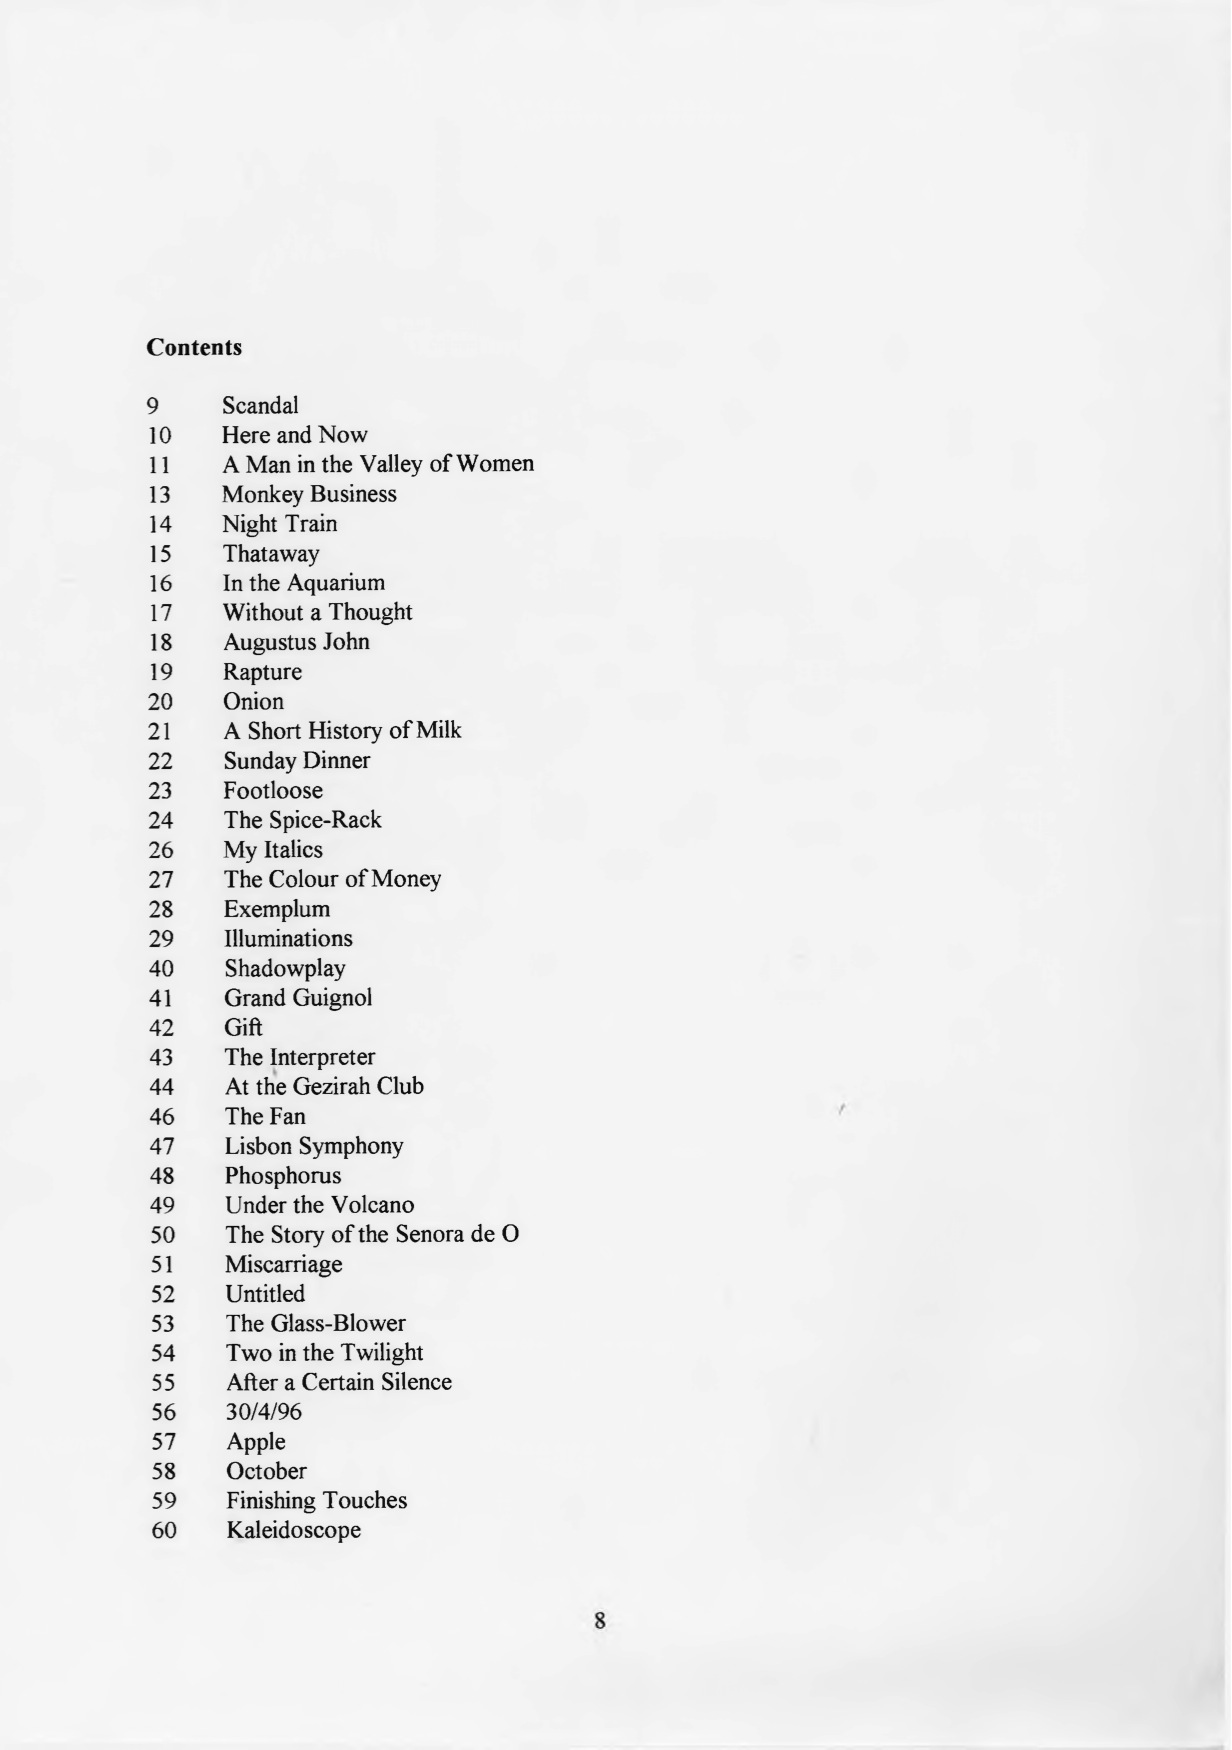 Contents
9 Scandal
10 Here and Now
11 A Man in the Valley of Women
13 Monkey Business
14 Night Train
15 Thataway
16 In the Aquarium
17 Without a Thought
18 Augustus John
19 Rapture
20 Onion
21 A Short History of Milk
22 Sunday Dinner
23 Footloose
24 The Spice-Rack
26 My Italics
27 The Colour of Money
28 Exemplum
29 Illuminations
40 Shadowplay
41 Grand Guignol
42 Gift
43 The Interpreter
44 At the Gezirah Club
46 The Fan
47 Lisbon Symphony
48 Phosphorus
49 Under the Volcano
50 The Story of the Senora de O
51 Miscarriage
52 Untitled
53 The Glass-Blower
54 Two in the Twilight
55 After a Certain Silence
56 30/4/96
57 Apple
58 October
59 Finishing Touches
60 Kaleidoscope
8